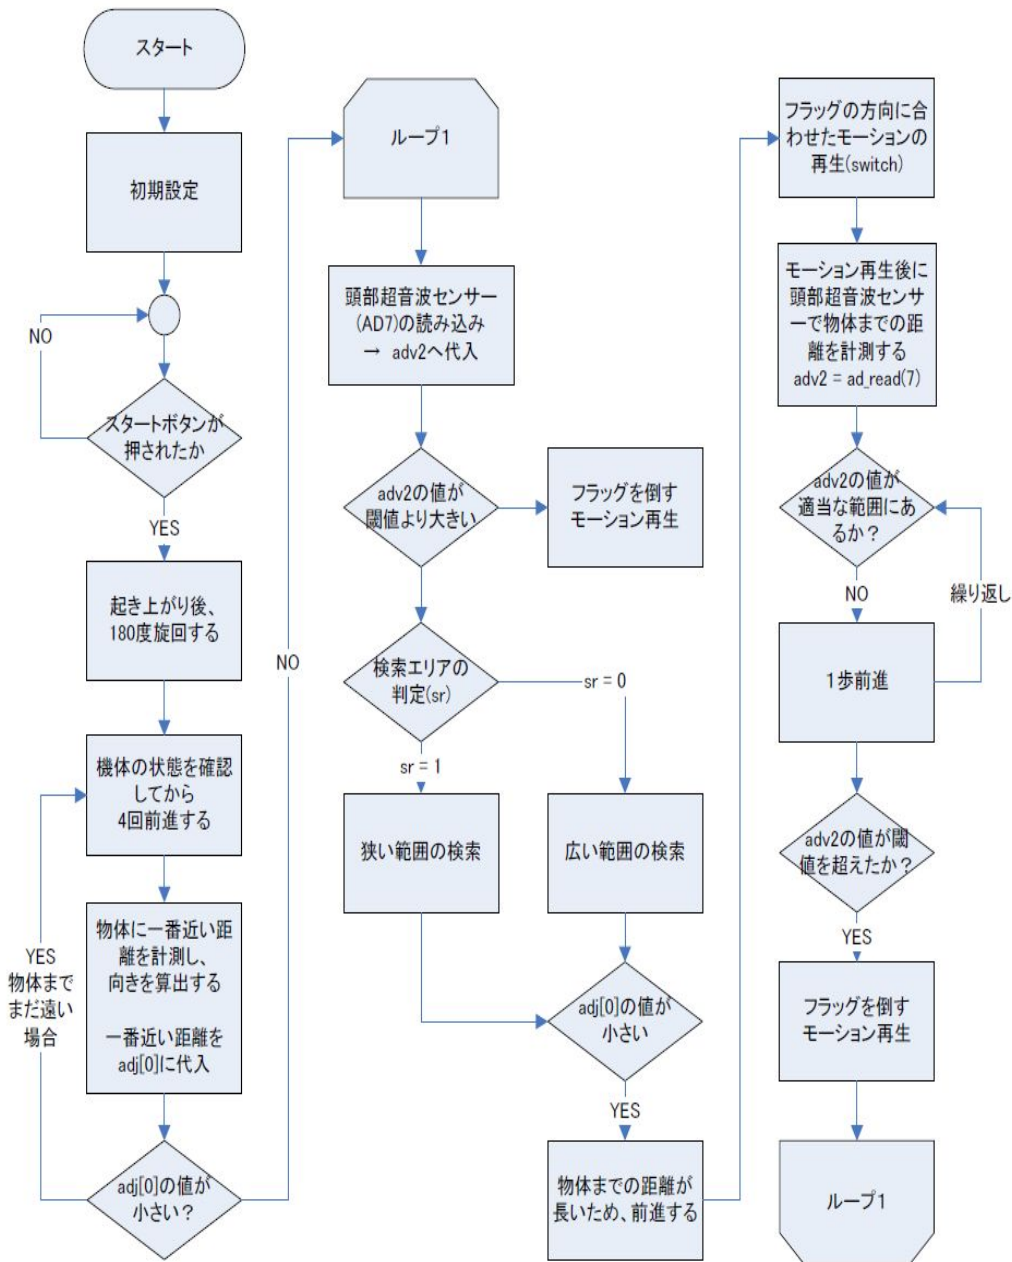 スタート
初期設定
NO
スタートボタンが
押されたか
YES
起き上がり後、
180度旋回する
機体の状態を確認
してから
4回前進する
物体に一番近い距
離を計測し、
向きを算出する
一番近い距離を
adj[0]に代入
YES
物体まで
まだ遠い
場合
adj[0]の値が
小さい？
NO
ループ1
頭部超音波センサー
(AD7)の読み込み
→ adv2へ代入
adv2の値が
閾値より大きい
フラッグを倒す
モーション再生
検索エリアの
判定(sr)
sr = 0
sr = 1
狭い範囲の検索
広い範囲の検索
adj[0]の値が
小さい
YES
物体までの距離が
長いため、前進する
フラッグの方向に合
わせたモーションの
再生(switch)
モーション再生後に
頭部超音波センサ
ーで物体までの距
離を計測する
adv2 = ad_read(7)
adv2の値が
適当な範囲にあ
るか？
NO
繰り返し
1歩前進
adv2の値が閾
値を超えたか？
YES
フラッグを倒す
モーション再生
ループ1